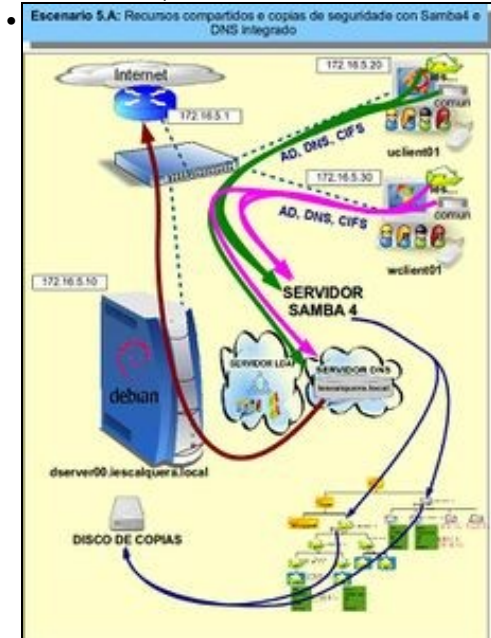 Escenario 5.A: Recursos compartidos e copias de seguridade con Samba4 e
DNS integrado
Internet
172.16.5.1
172.16.5.20
comun
uclient01
AD, DNS, CIFS
172.16.5.30
comun
wclient01
AD, DNS, CIFS
172.16.5.10
SERVIDOR
SAMBA 4
SERVIDOR LDAP
SERVIDOR DNS
iescalquera.local
debian
dserver00.iescalquera.local
DISCO DE COPIAS